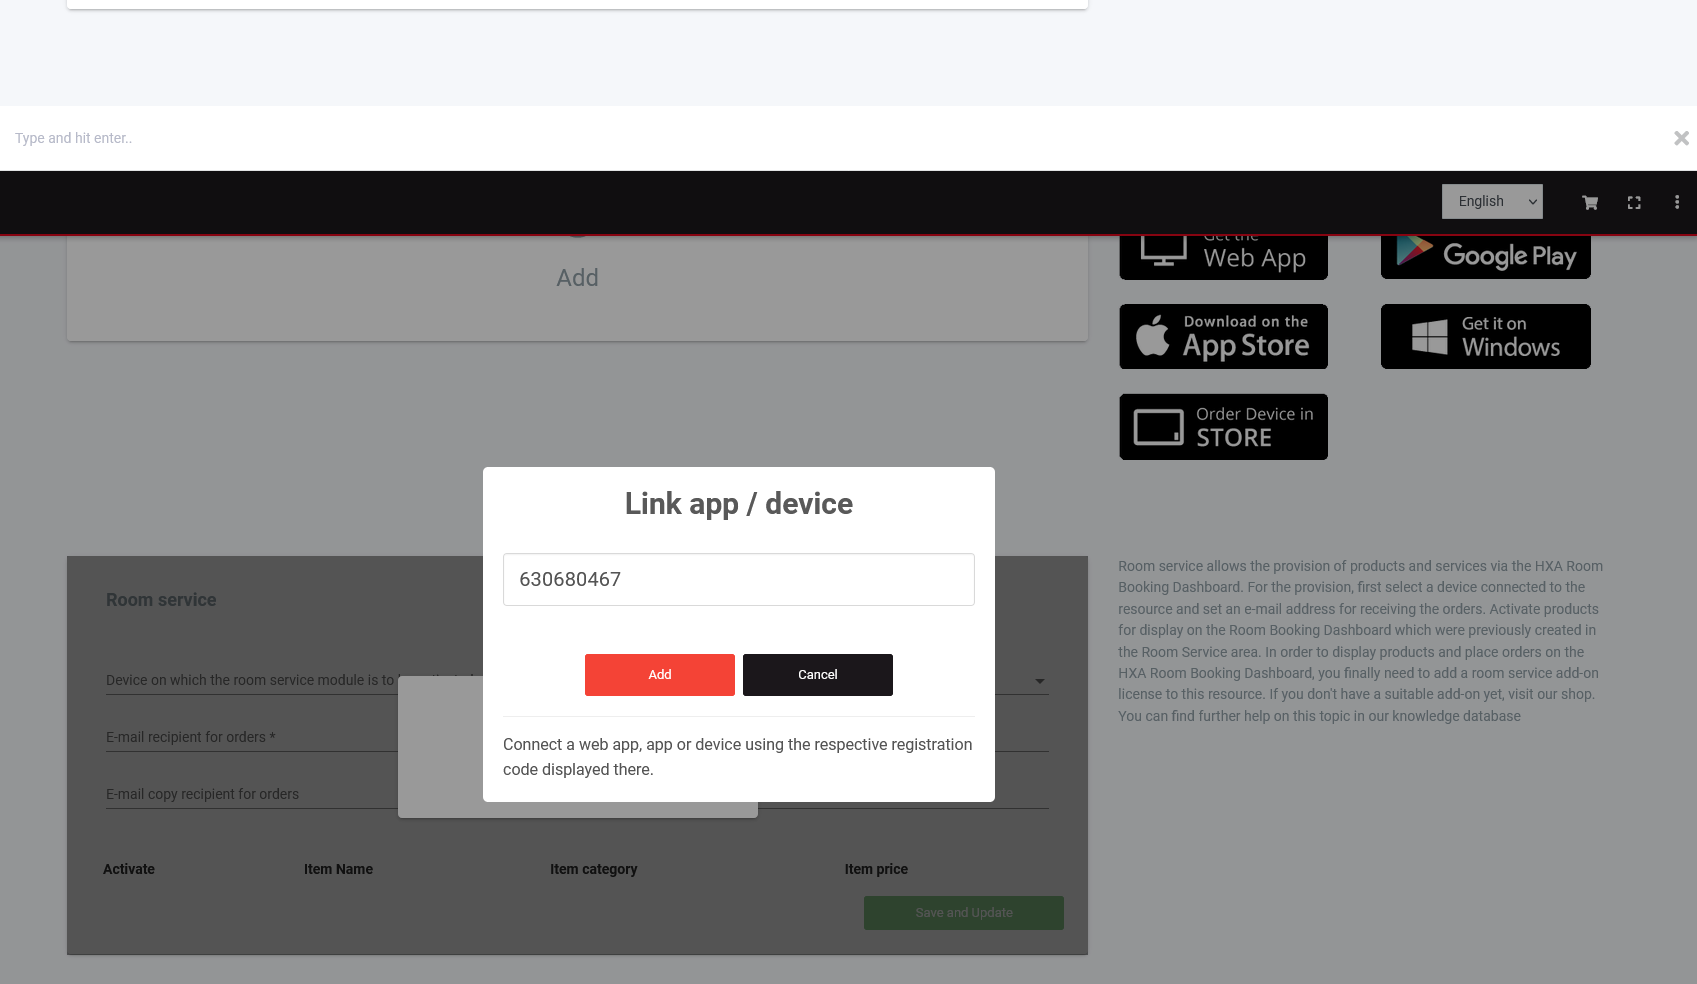 Type and hit enter..
English
Add
Get the
Web App
Google Play
Download on the
App Store
Get it on
Windows
Order Device in
STORE
Link app / device
630680467
Add
Cancel
Connect a web app, app or device using the respective registration
code displayed there.
Room service
Device on which the room service module is to
E-mail recipient for orders *
E-mail copy recipient for orders
Activate
Item Name
Item category
Item price
Save and Update
Room service allows the provision of products and services via the HXA Room
Booking Dashboard. For the provision, first select a device connected to the
resource and set an e-mail address for receiving the orders. Activate products
for display on the Room Booking Dashboard which were previously created in
the Room Service area. In order to display products and place orders on the
HXA Room Booking Dashboard, you finally need to add a room service add-on
license to this resource. If you don't have a suitable add-on yet, visit our shop.
You can find further help on this topic in our knowledge database